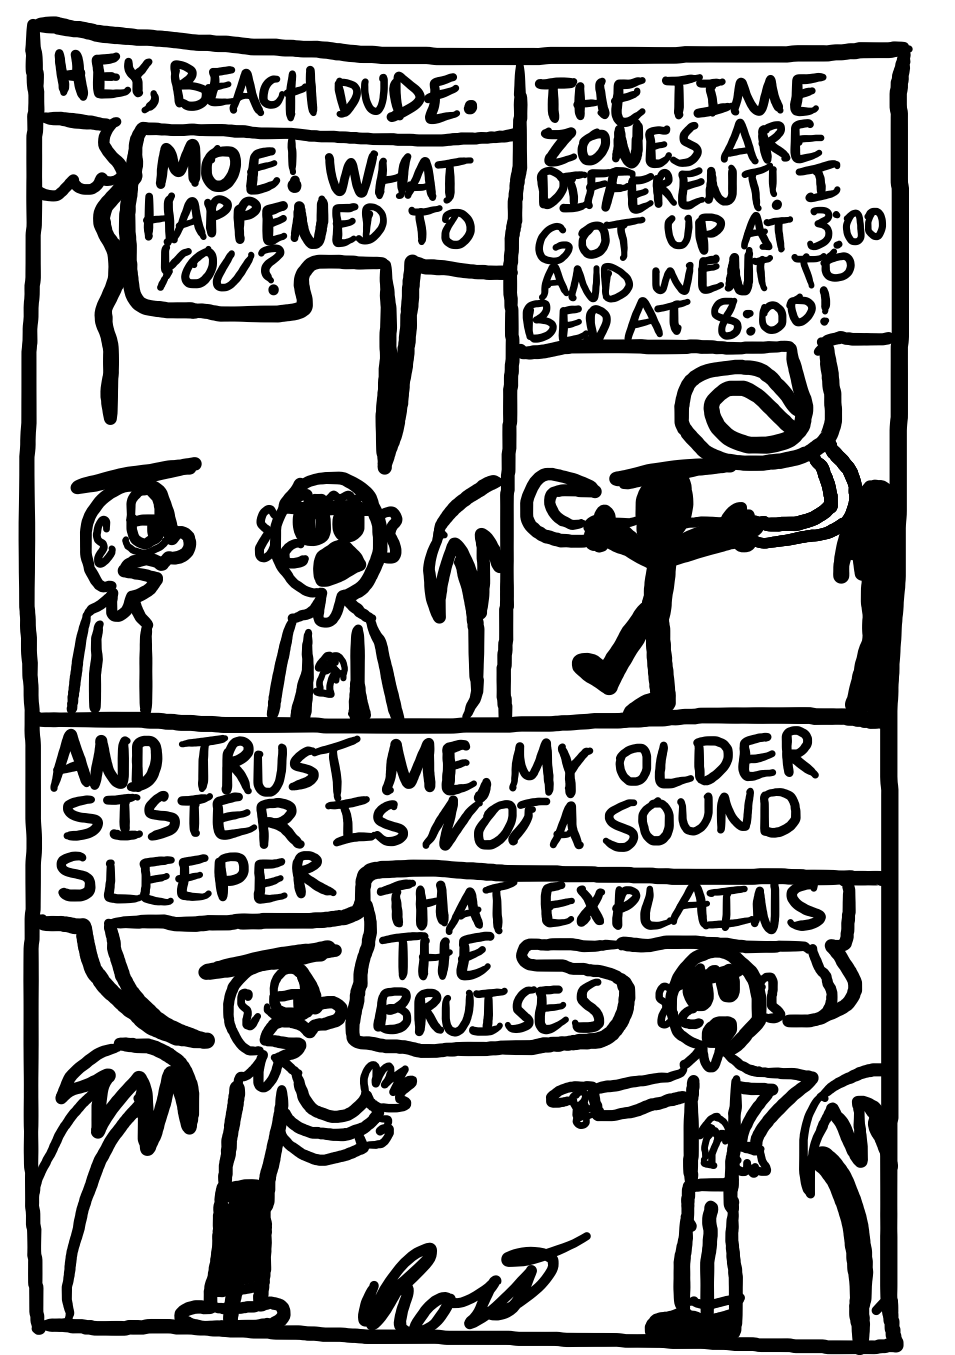 HEY, BEACH DUDE.
MOE! WHAT
HAPPENED TO
YOU?
THE TIME
ZONES ARE
DIFFERENT! I
GOT UP AT 3:00
AND WENT TO
BED AT 8:00!
AND TRUST ME, MY OLDER
SISTER IS NOT A SOUND
SLEEPER
THAT EXPLAINS
THE
BRUISES